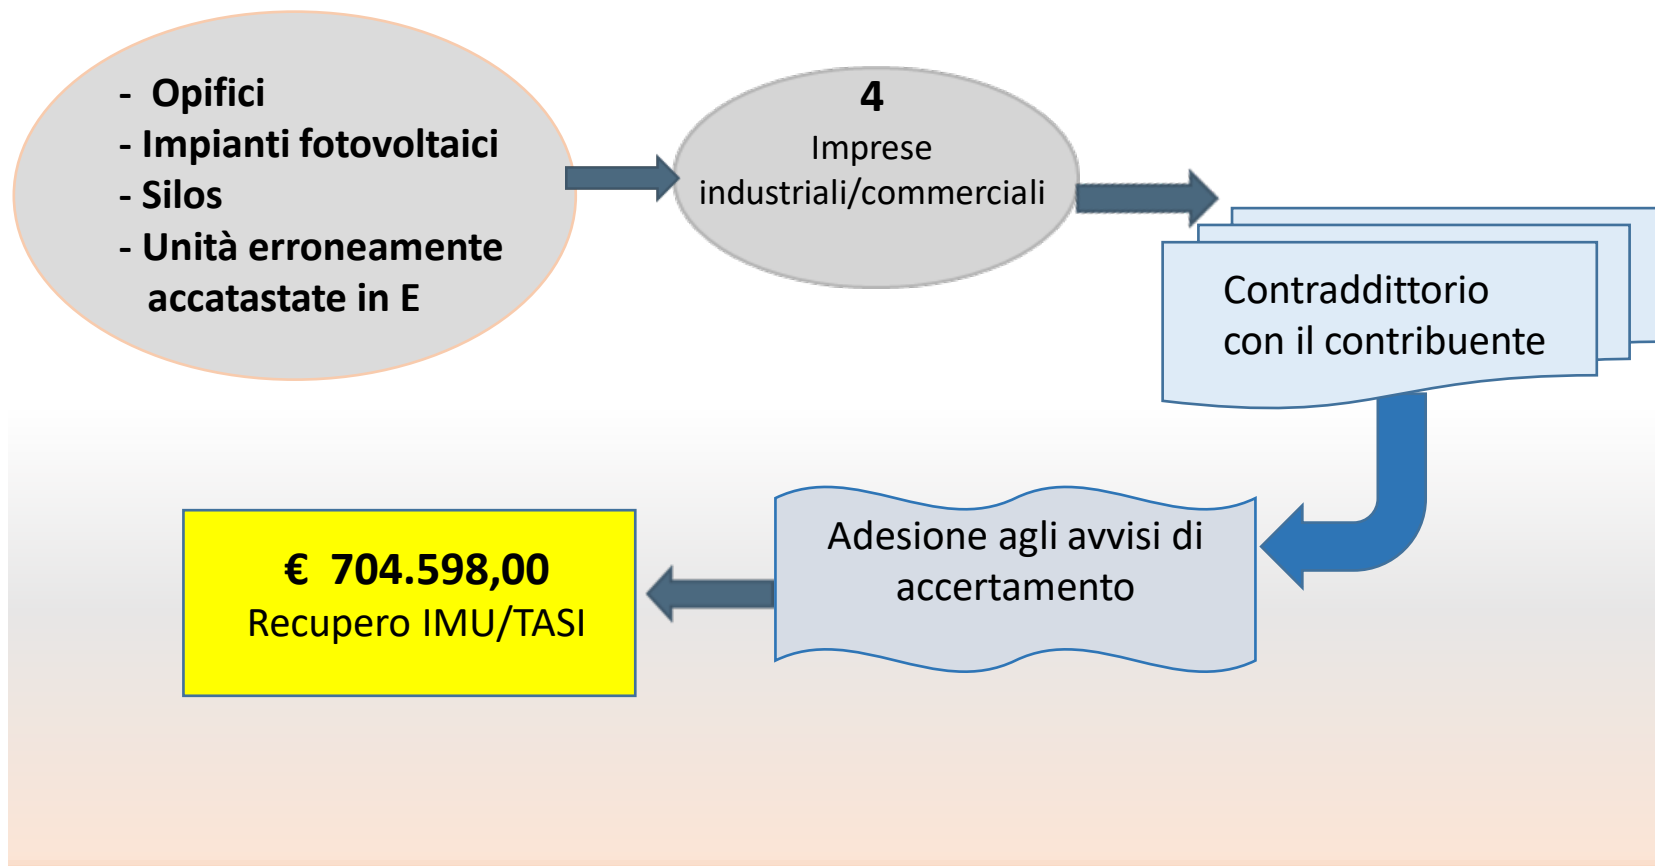 - Opifici
- Impianti fotovoltaici
- Silos
- Unità erroneamente
accatastate in E
4
Imprese
industriali/commerciali
Contraddittorio
con il contribuente
Adesione agli avvisi di
accertamento
€ 704.598,00
Recupero IMU/TASI